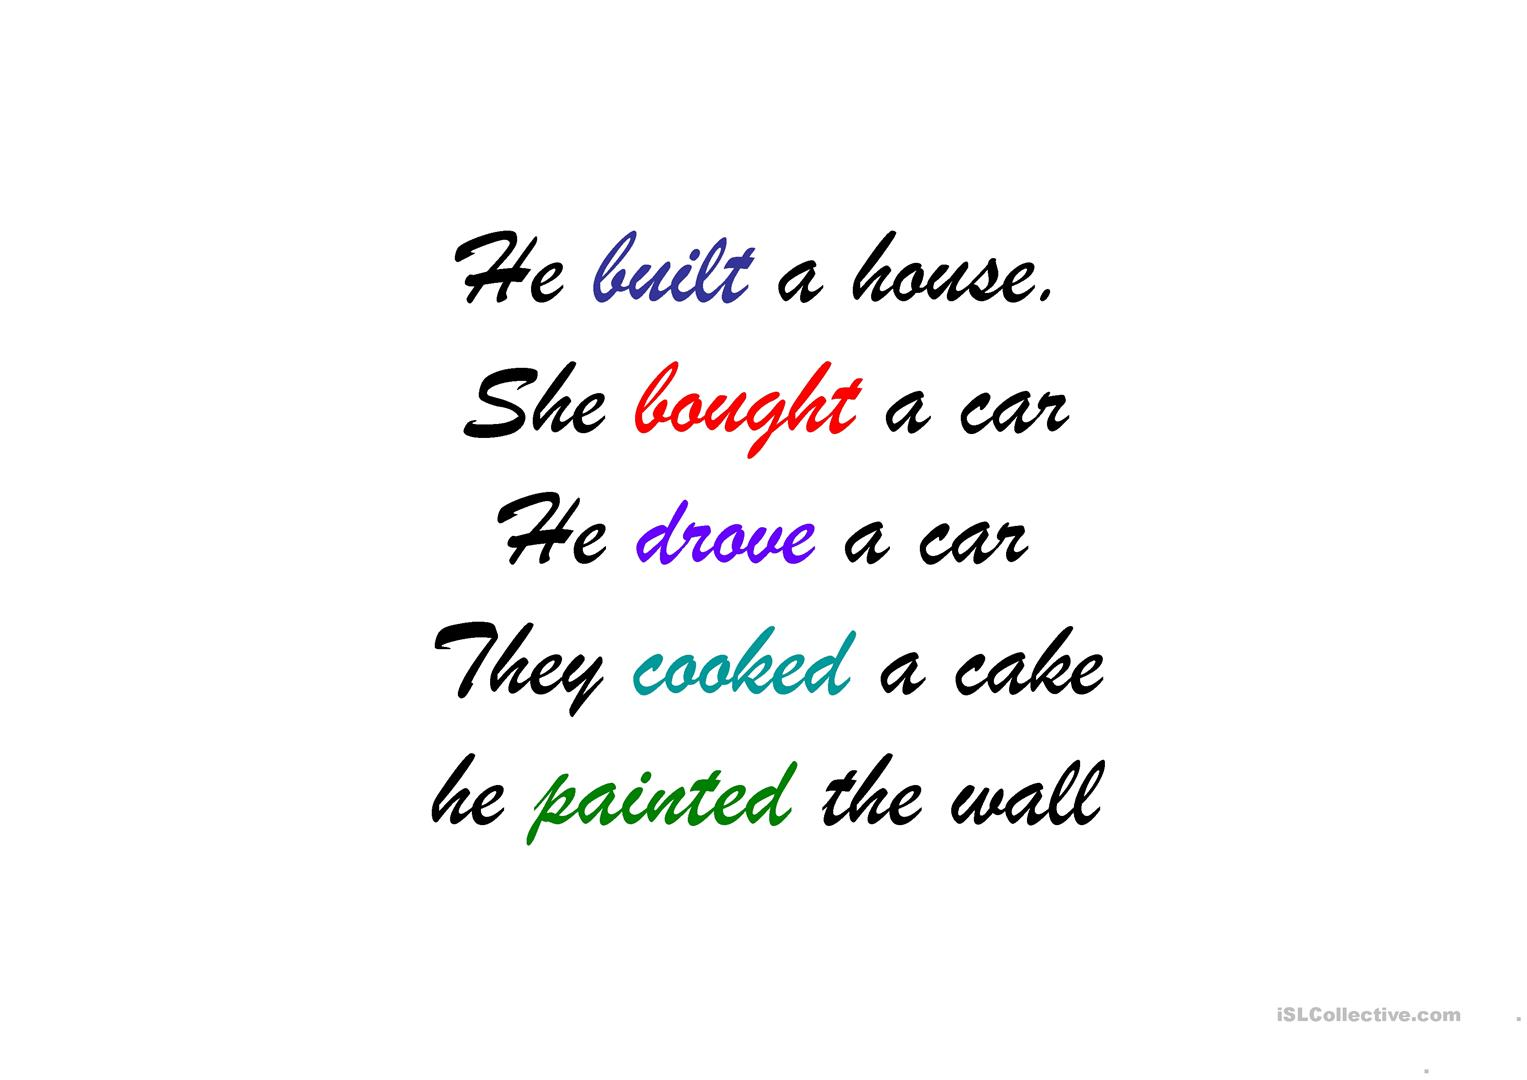 He built a house.
She bought a car
He drove a car
They cooked a cake
he painted the wall
iSLCollective.com